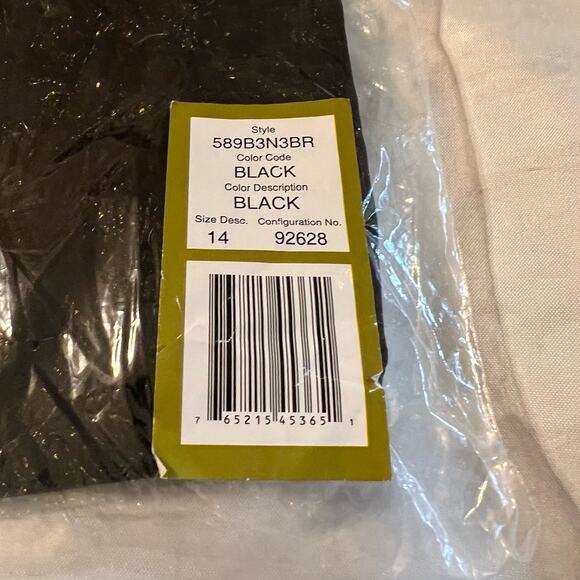 Style
589B3N3BR
Color Code
BLACK
Color Description
BLACK
Size Desc. Configuration No.
14 92628
7 65215 45365 1